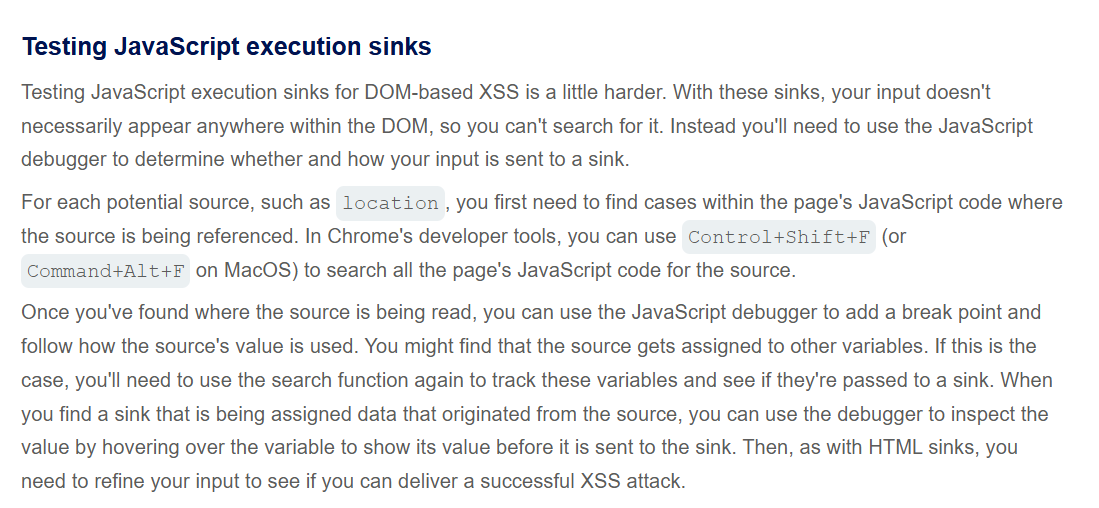 Testing JavaScript execution sinks
Testing JavaScript execution sinks for DOM-based XSS is a little harder. With these sinks, your input doesn't
necessarily appear anywhere within the DOM, so you can't search for it. Instead you'll need to use the JavaScript
debugger to determine whether and how your input is sent to a sink.
For each potential source, such as location, you first need to find cases within the page's JavaScript code where
the source is being referenced. In Chrome's developer tools, you can use Control+Shift+F (or
Command+Alt+F on MacOS) to search all the page's JavaScript code for the source.
Once you've found where the source is being read, you can use the JavaScript debugger to add a break point and
follow how the source's value is used. You might find that the source gets assigned to other variables. If this is the
case, you'll need to use the search function again to track these variables and see if they're passed to a sink. When
you find a sink that is being assigned data that originated from the source, you can use the debugger to inspect the
value by hovering over the variable to show its value before it is sent to the sink. Then, as with HTML sinks, you
need to refine your input to see if you can deliver a successful XSS attack.